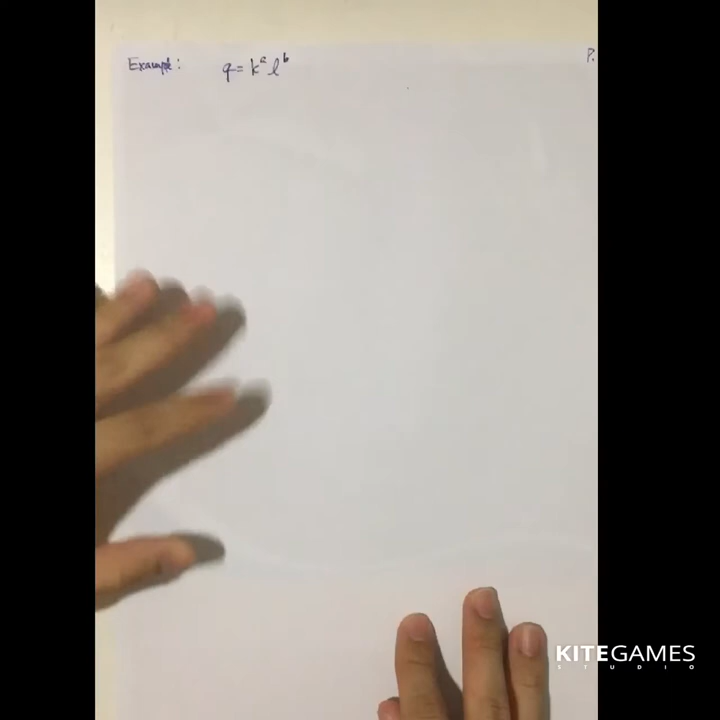 Example: q = k^a l^b P.
KITEGAMES
STUDIO